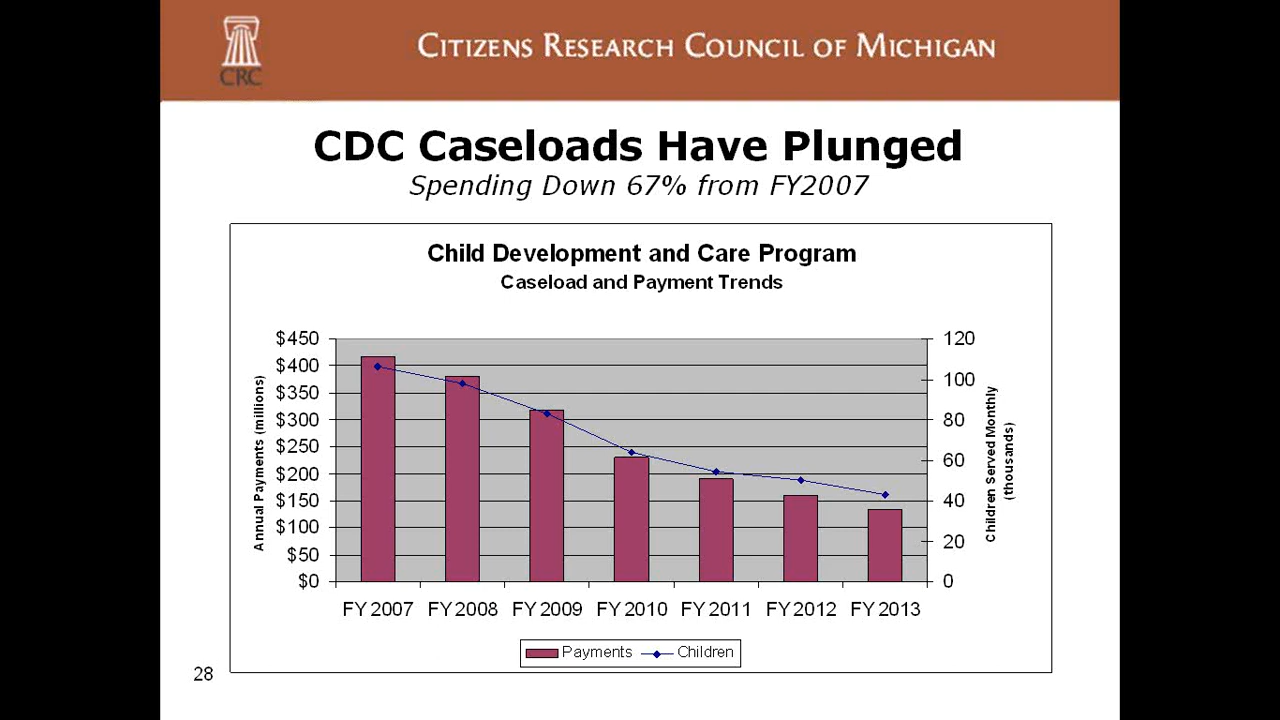 CRC
CITIZENS RESEARCH COUNCIL OF MICHIGAN
CDC Caseloads Have Plunged
Spending Down 67% from FY2007
Child Development and Care Program
Caseload and Payment Trends
Annual Payments (millions)
$450
$400
$350
$300
$250
$200
$150
$100
$50
$0
120
100
80
60
40
20
0
Children Served Monthly
(thousands)
FY 2007 FY 2008 FY 2009 FY 2010 FY 2011 FY 2012 FY 2013
Payments Children
28